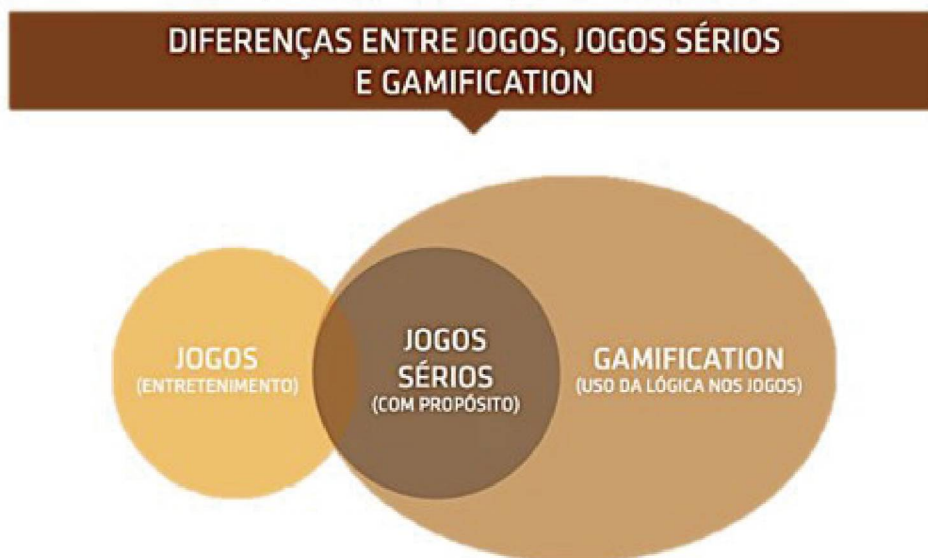 DIFERENÇAS ENTRE JOGOS, JOGOS SÉRIOS
E GAMIFICATION
JOGOS
(ENTRETENIMENTO)
JOGOS
SÉRIOS
(COM PROPÓSITO)
GAMIFICATION
(USO DA LÓGICA NOS JOGOS)